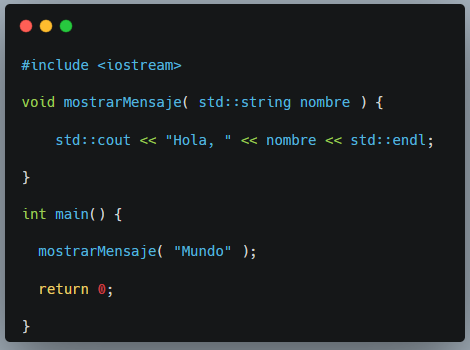 #include <iostream>
void mostrarMensaje( std::string nombre ) {
std::cout << "Hola, " << nombre << std::endl;
}
int main() {
mostrarMensaje( "Mundo" );
return 0;
}